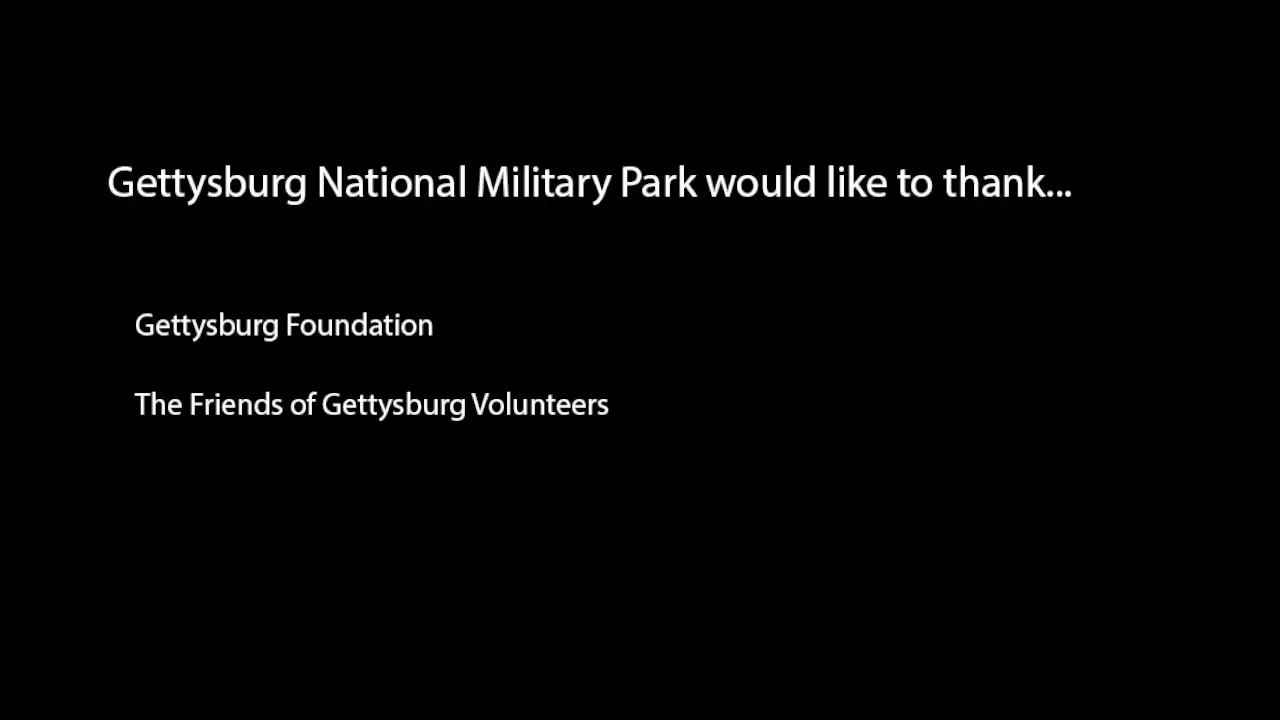 Gettysburg National Military Park would like to thank...
Gettysburg Foundation
The Friends of Gettysburg Volunteers